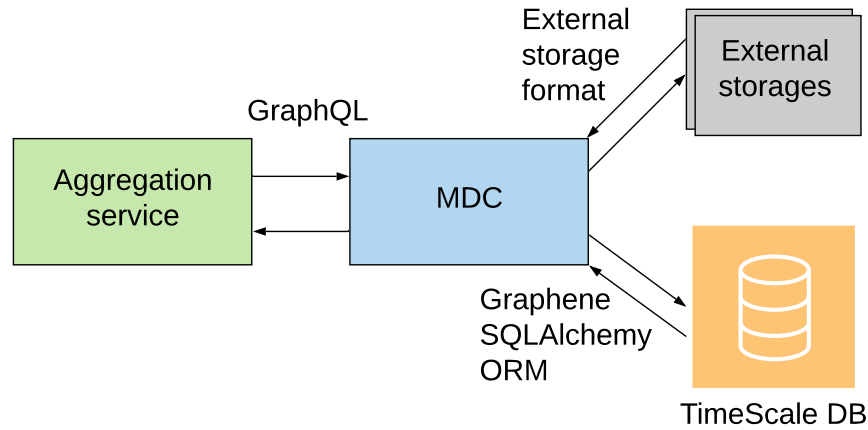 External
storage
format
External
storages
GraphQL
Aggregation
service
MDC
Graphene
SQLAlchemy
ORM
TimeScale DB